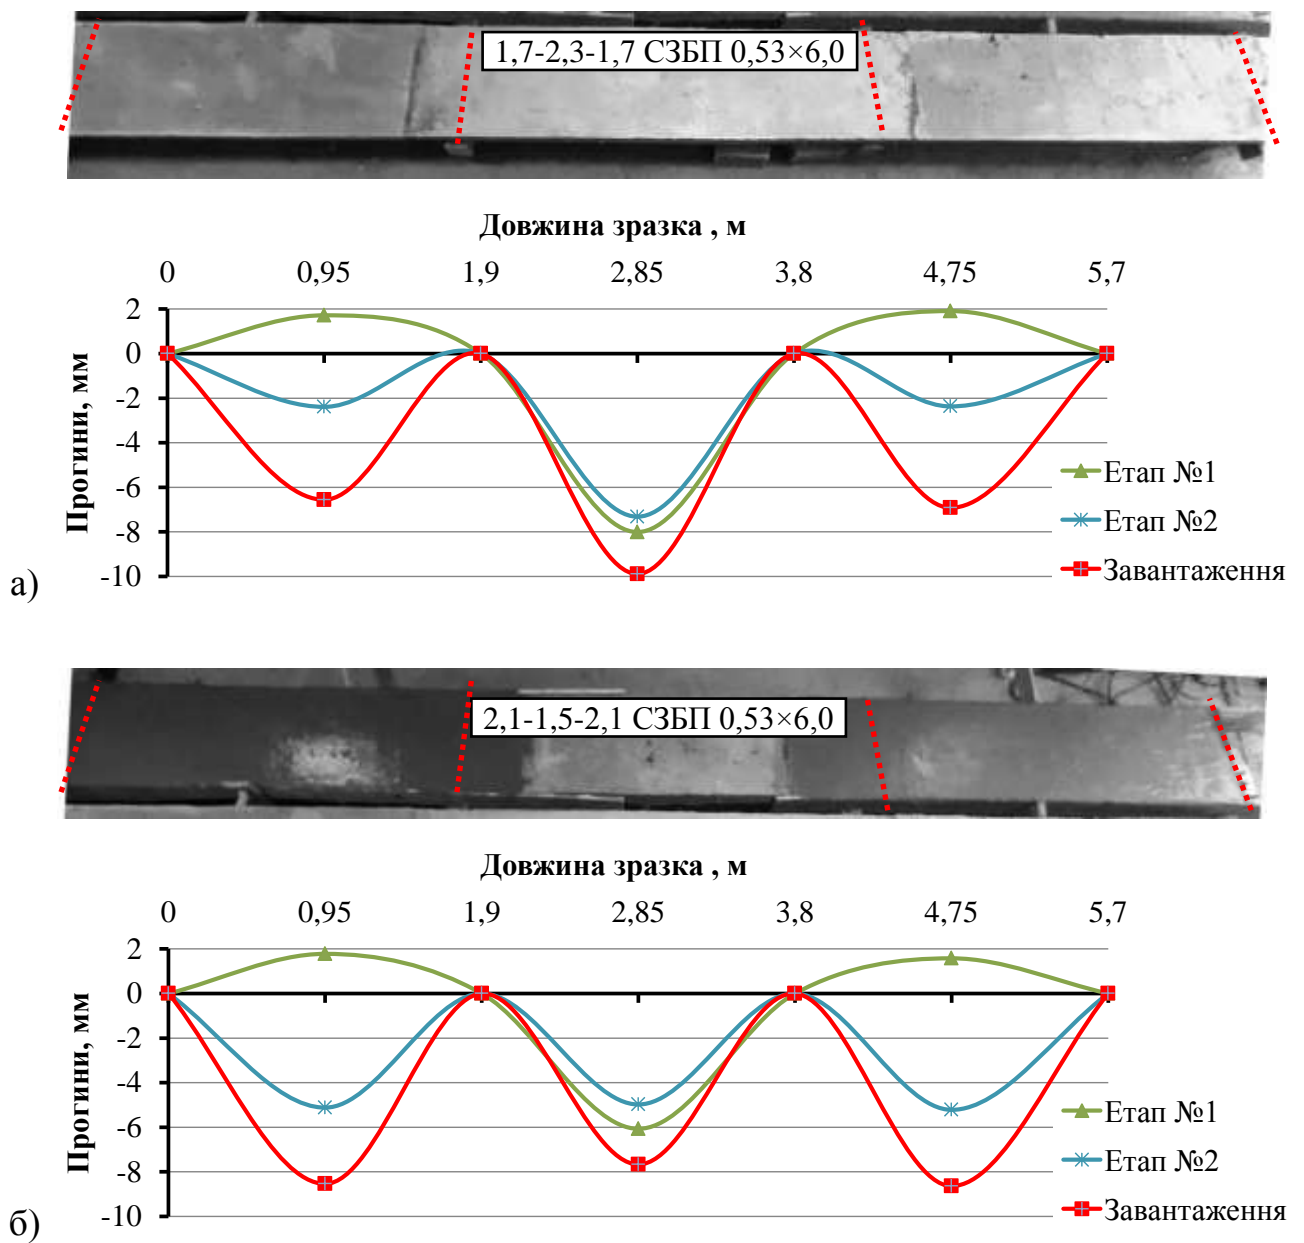 1,7-2,3-1,7 СЗБП 0,53×6,0
Довжина зразка , м
0 0,95 1,9 2,85 3,8 4,75 5,7
Прогини, мм
2
0
-2
-4
-6
-8
-10
Етап №1
Етап №2
Завантаження
а)
2,1-1,5-2,1 СЗБП 0,53×6,0
Довжина зразка , м
0 0,95 1,9 2,85 3,8 4,75 5,7
Прогини, мм
2
0
-2
-4
-6
-8
-10
Етап №1
Етап №2
Завантаження
б)